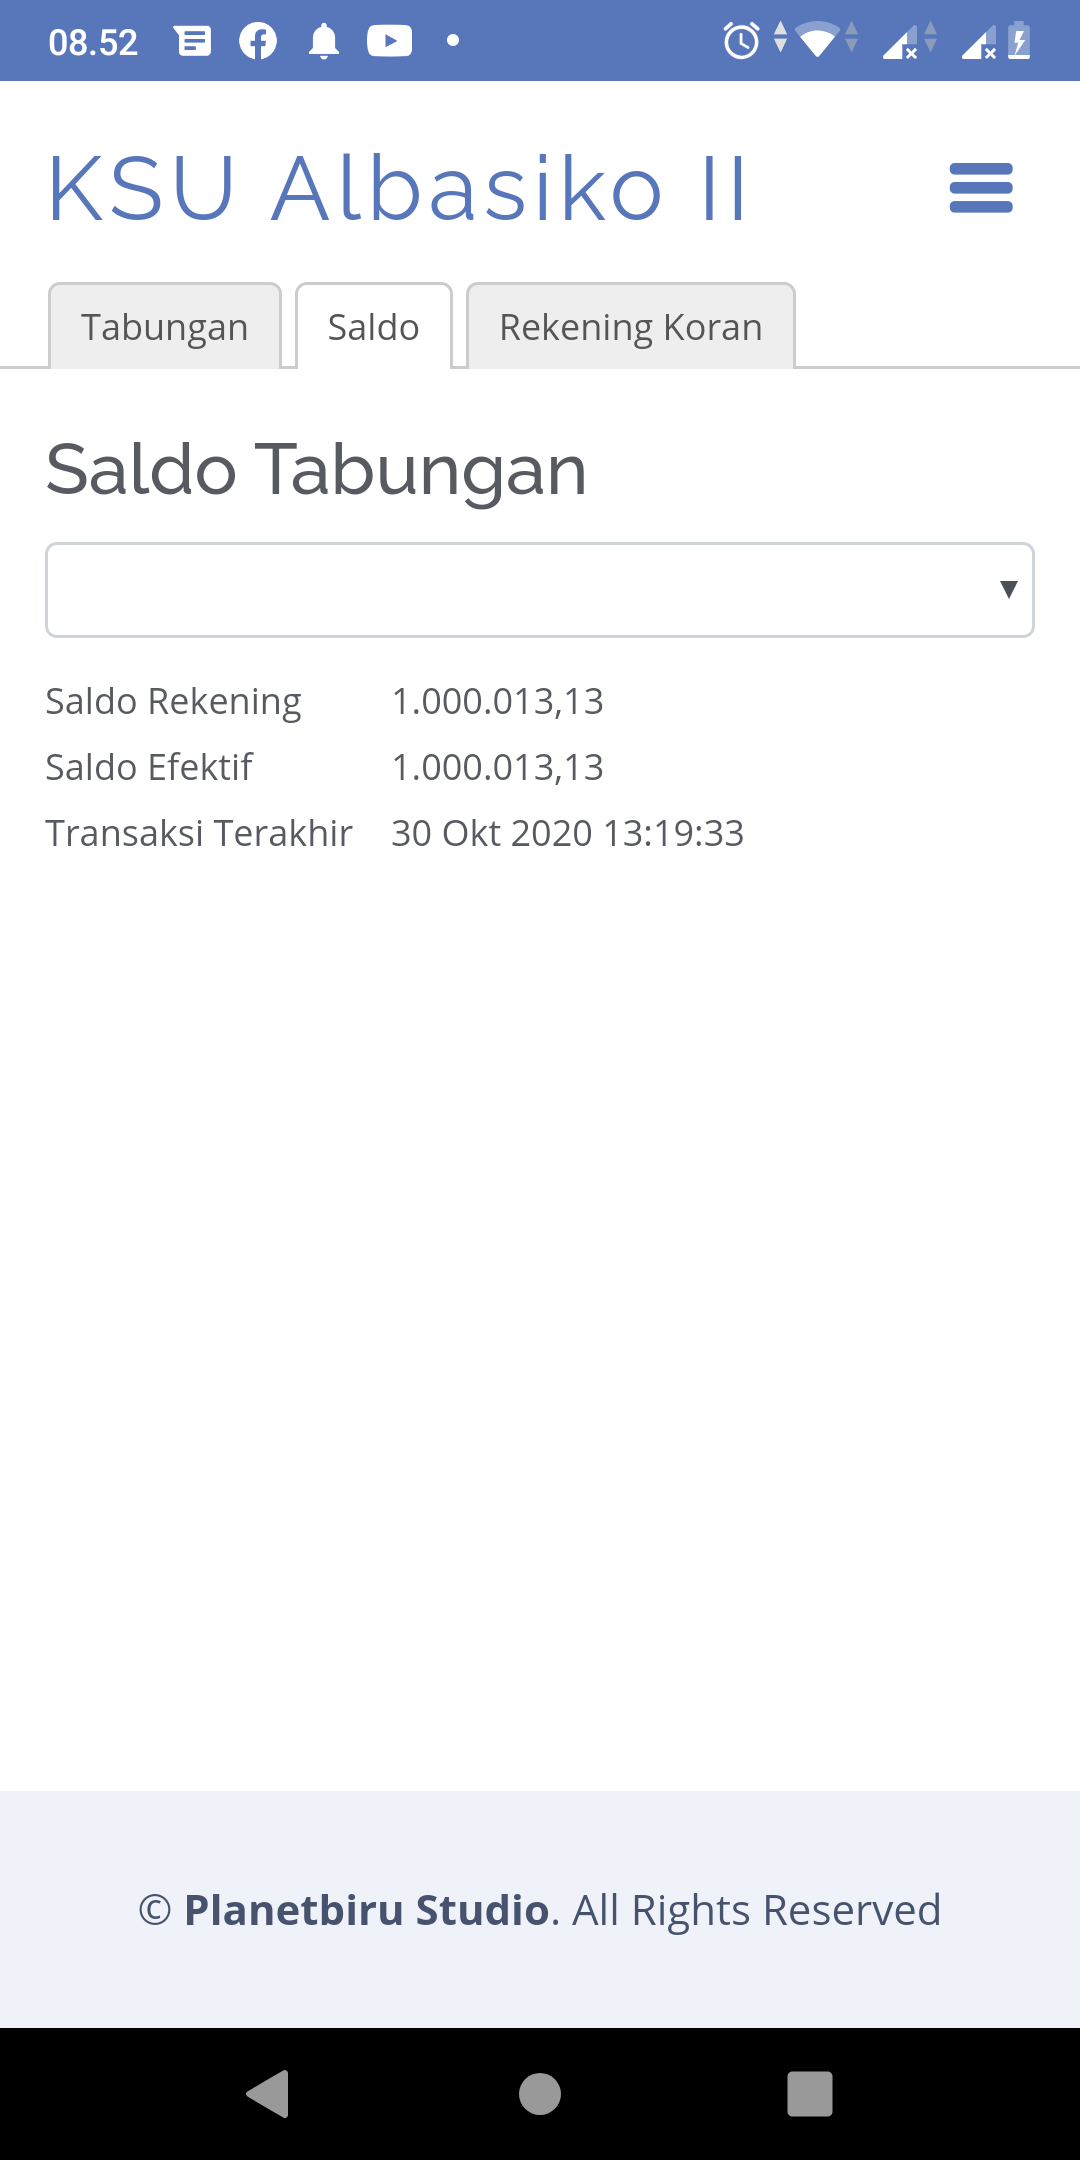 08.52
KSU Albasiko II
Tabungan Saldo Rekening Koran
Saldo Tabungan
Saldo Rekening 1.000.013,13
Saldo Efektif 1.000.013,13
Transaksi Terakhir 30 Okt 2020 13:19:33
© Planetbiru Studio. All Rights Reserved